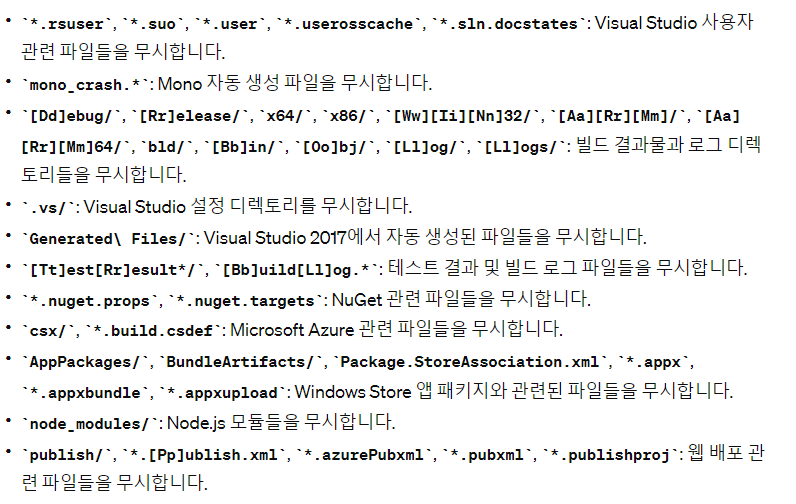 • `*.rsuser`, `*.suo`, `*.user`, `*.userosscache`, `*.sln.docstates`: Visual Studio 사용자
관련 파일들을 무시합니다.
• `mono_crash.*`: Mono 자동 생성 파일을 무시합니다.
• `[Dd]ebug/`, `[Rr]elease/`, `x64/`, `x86/`, `[Ww][Ii][Nn]32/`, `[Aa][Rr][Mm]/`, `[Aa]
[Rr][Mm]64/`, `bld/`, `[Bb]in/`, `[Oo]bj/`, `[Ll]og/`, `[Ll]ogs/`: 빌드 결과물과 로그 디렉
토리들을 무시합니다.
• `.vs/`: Visual Studio 설정 디렉토리를 무시합니다.
• `Generated\ Files/`: Visual Studio 2017에서 자동 생성된 파일들을 무시합니다.
• `[Tt]est[Rr]esult*/`, `[Bb]uild[Ll]og.*`: 테스트 결과 및 빌드 로그 파일들을 무시합니다.
• `*.nuget.props`, `*.nuget.targets`: NuGet 관련 파일들을 무시합니다.
• `csx/`, `*.build.csdef`: Microsoft Azure 관련 파일들을 무시합니다.
• `AppPackages/`, `BundleArtifacts/`, `Package.StoreAssociation.xml`, `*.appx`,
`*.appxbundle`, `*.appxupload`: Windows Store 앱 패키지와 관련된 파일들을 무시합니다.
• `node_modules/`: Node.js 모듈들을 무시합니다.
• `publish/`, `*.[Pp]ublish.xml`, `*.azurePubxml`, `*.pubxml`, `*.publishproj`: 웹 배포 관
련 파일들을 무시합니다.